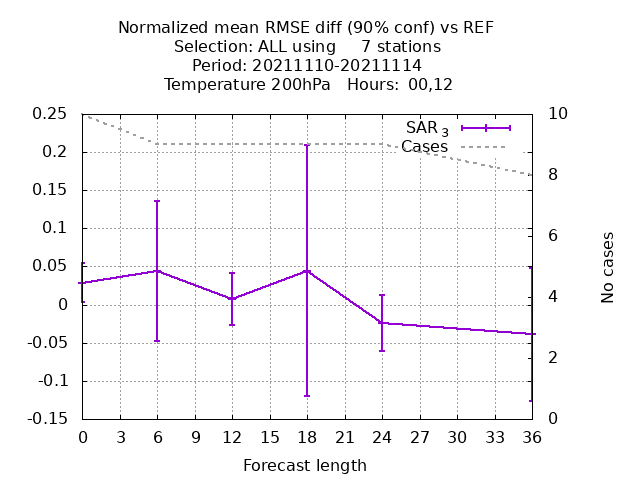 Normalized mean RMSE diff (90% conf) vs REF
Selection: ALL using 7 stations
Period: 20211110-20211114
Temperature 200hPa Hours: 00,12
0.25
0.2
0.15
0.1
0.05
0
-0.05
-0.1
-0.15
10
8
6
4
2
0
SAR 3
Cases
No cases
0 3 6 9 12 15 18 21 24 27 30 33 36
Forecast length